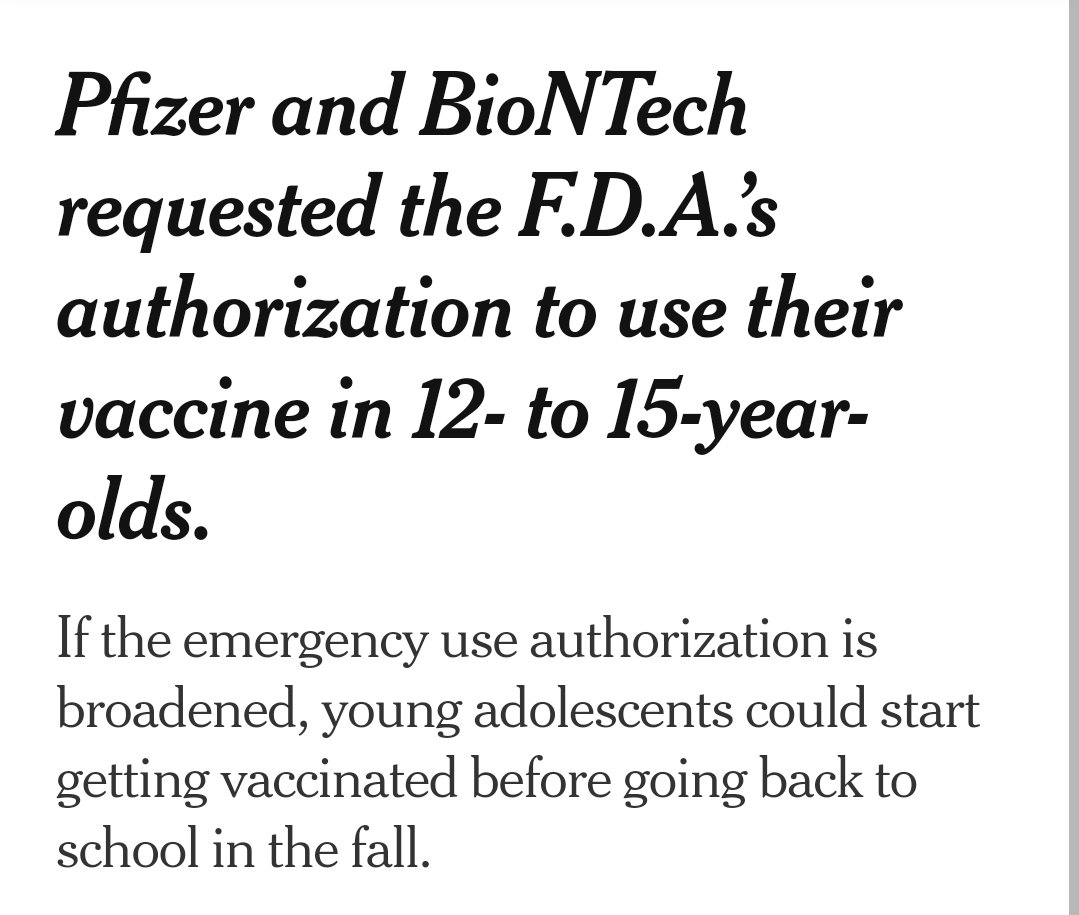 Pfizer and BioNTech
requested the F.D.A.’s
authorization to use their
vaccine in 12- to 15-year-
olds.
If the emergency use authorization is
broadened, young adolescents could start
getting vaccinated before going back to
school in the fall.